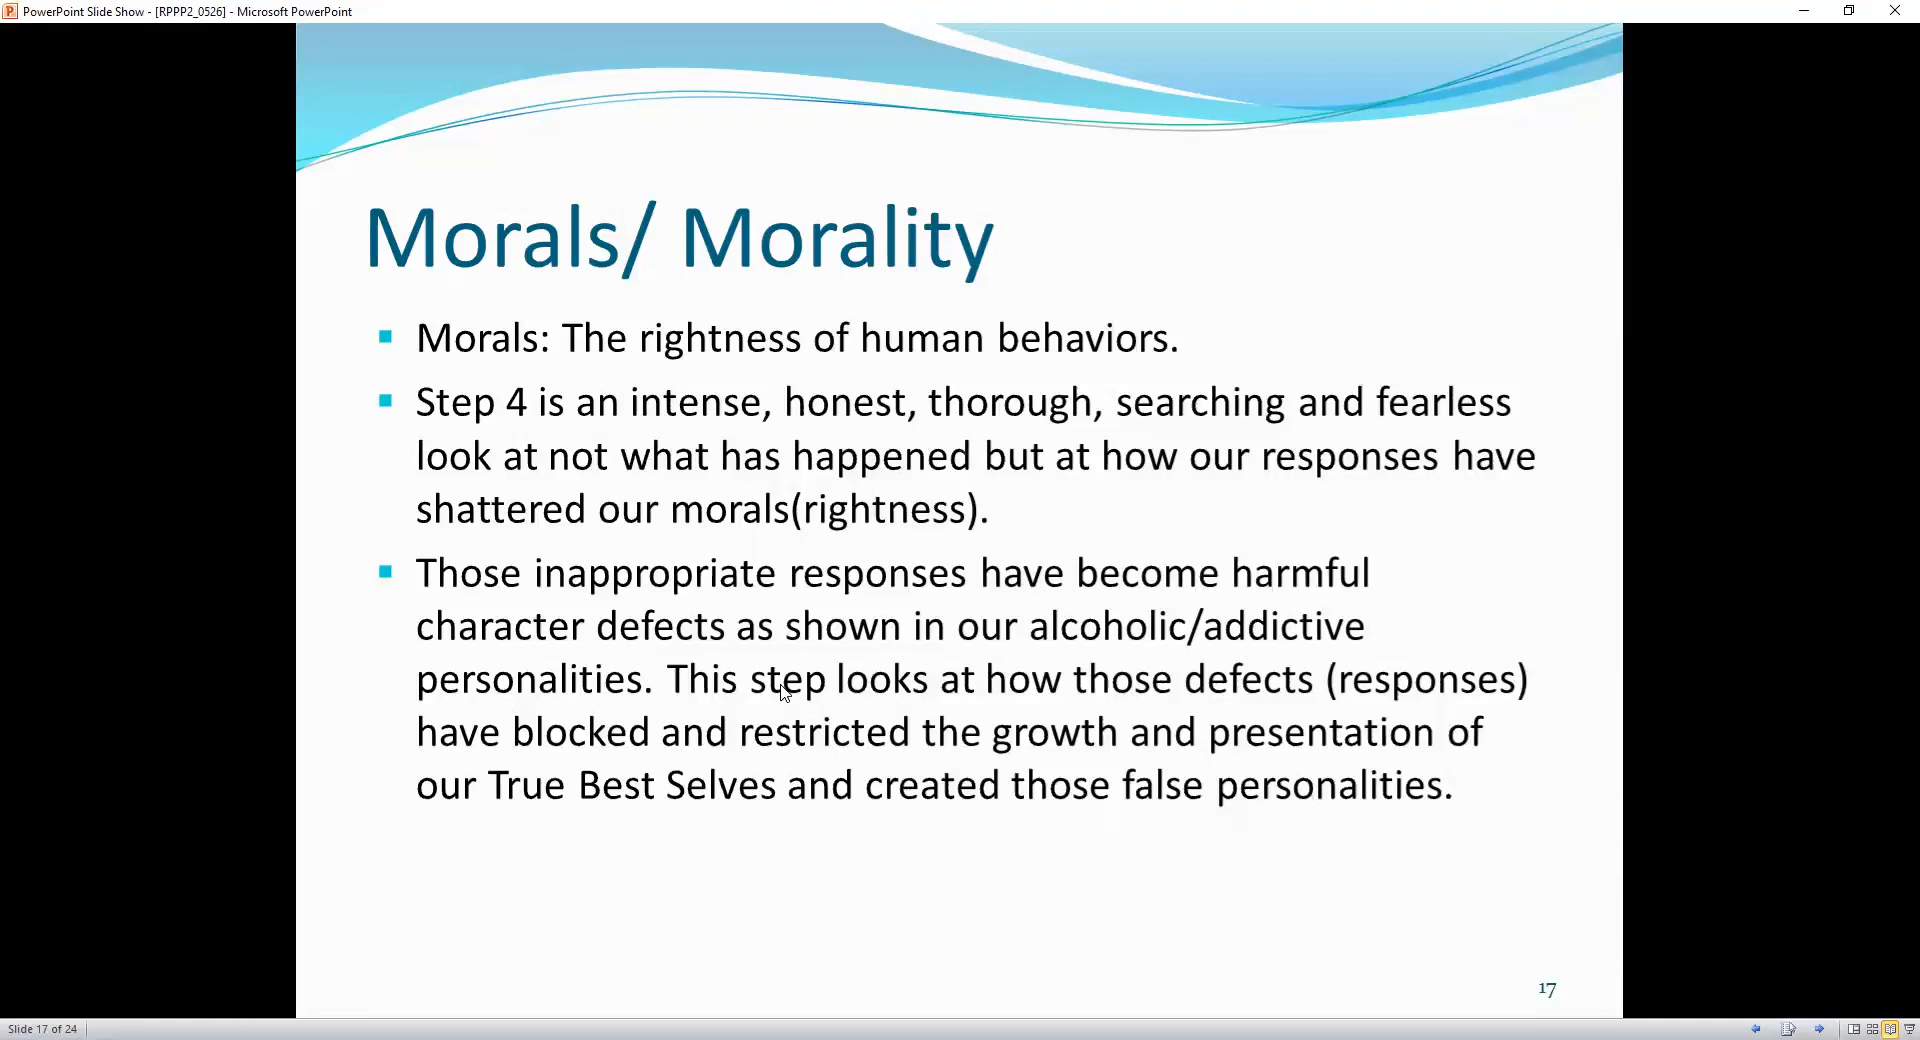 PowerPoint Slide Show - [RPPP2_0526] - Microsoft PowerPoint
Morals/ Morality
Morals: The rightness of human behaviors.
Step 4 is an intense, honest, thorough, searching and fearless
look at not what has happened but at how our responses have
shattered our morals(rightness).
Those inappropriate responses have become harmful
character defects as shown in our alcoholic/addictive
personalities. This step looks at how those defects (responses)
have blocked and restricted the growth and presentation of
our True Best Selves and created those false personalities.
17
Slide 17 of 24